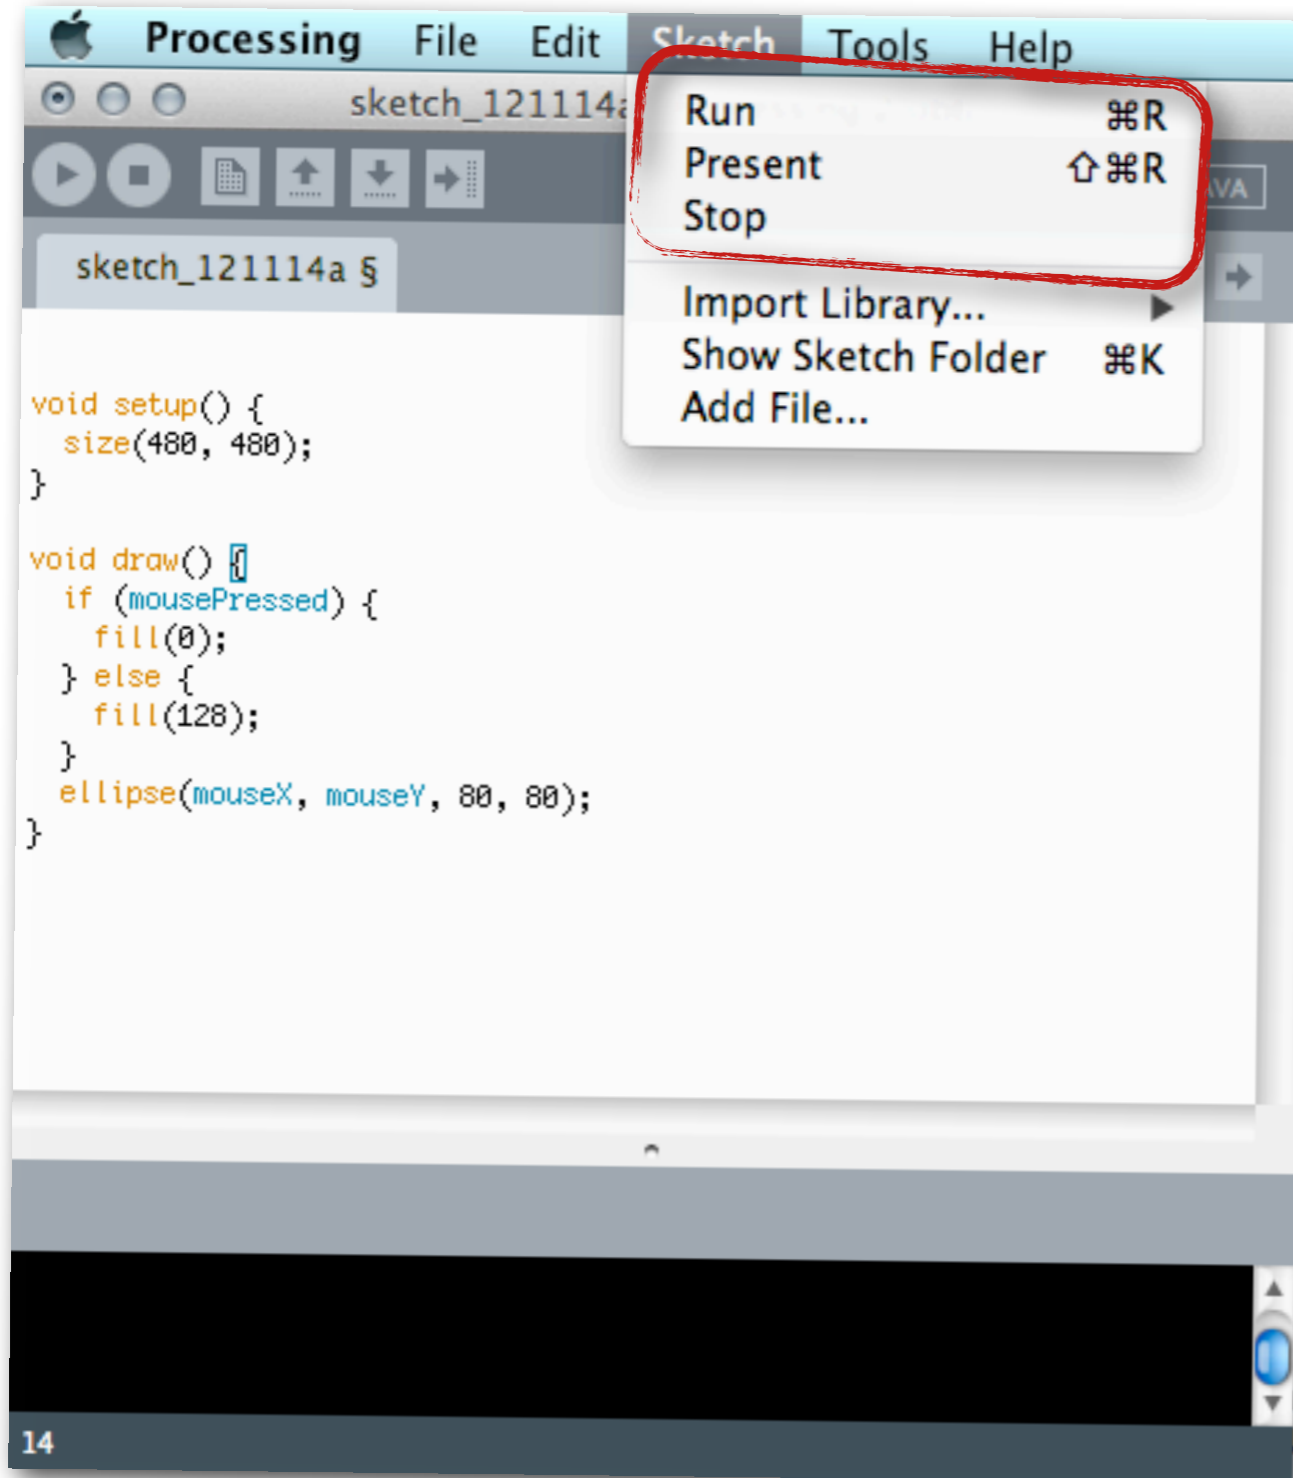 Processing File Edit Sketch Tools Help
sketch_121114a
Run ⌘R
Present ⇧⌘R
Stop
Import Library...
Show Sketch Folder ⌘K
Add File...
sketch_121114a §
void setup() {
  size(480, 480);
}
void draw() {
  if (mousePressed) {
    fill(0);
  } else {
    fill(128);
  }
  ellipse(mouseX, mouseY, 80, 80);
}
14